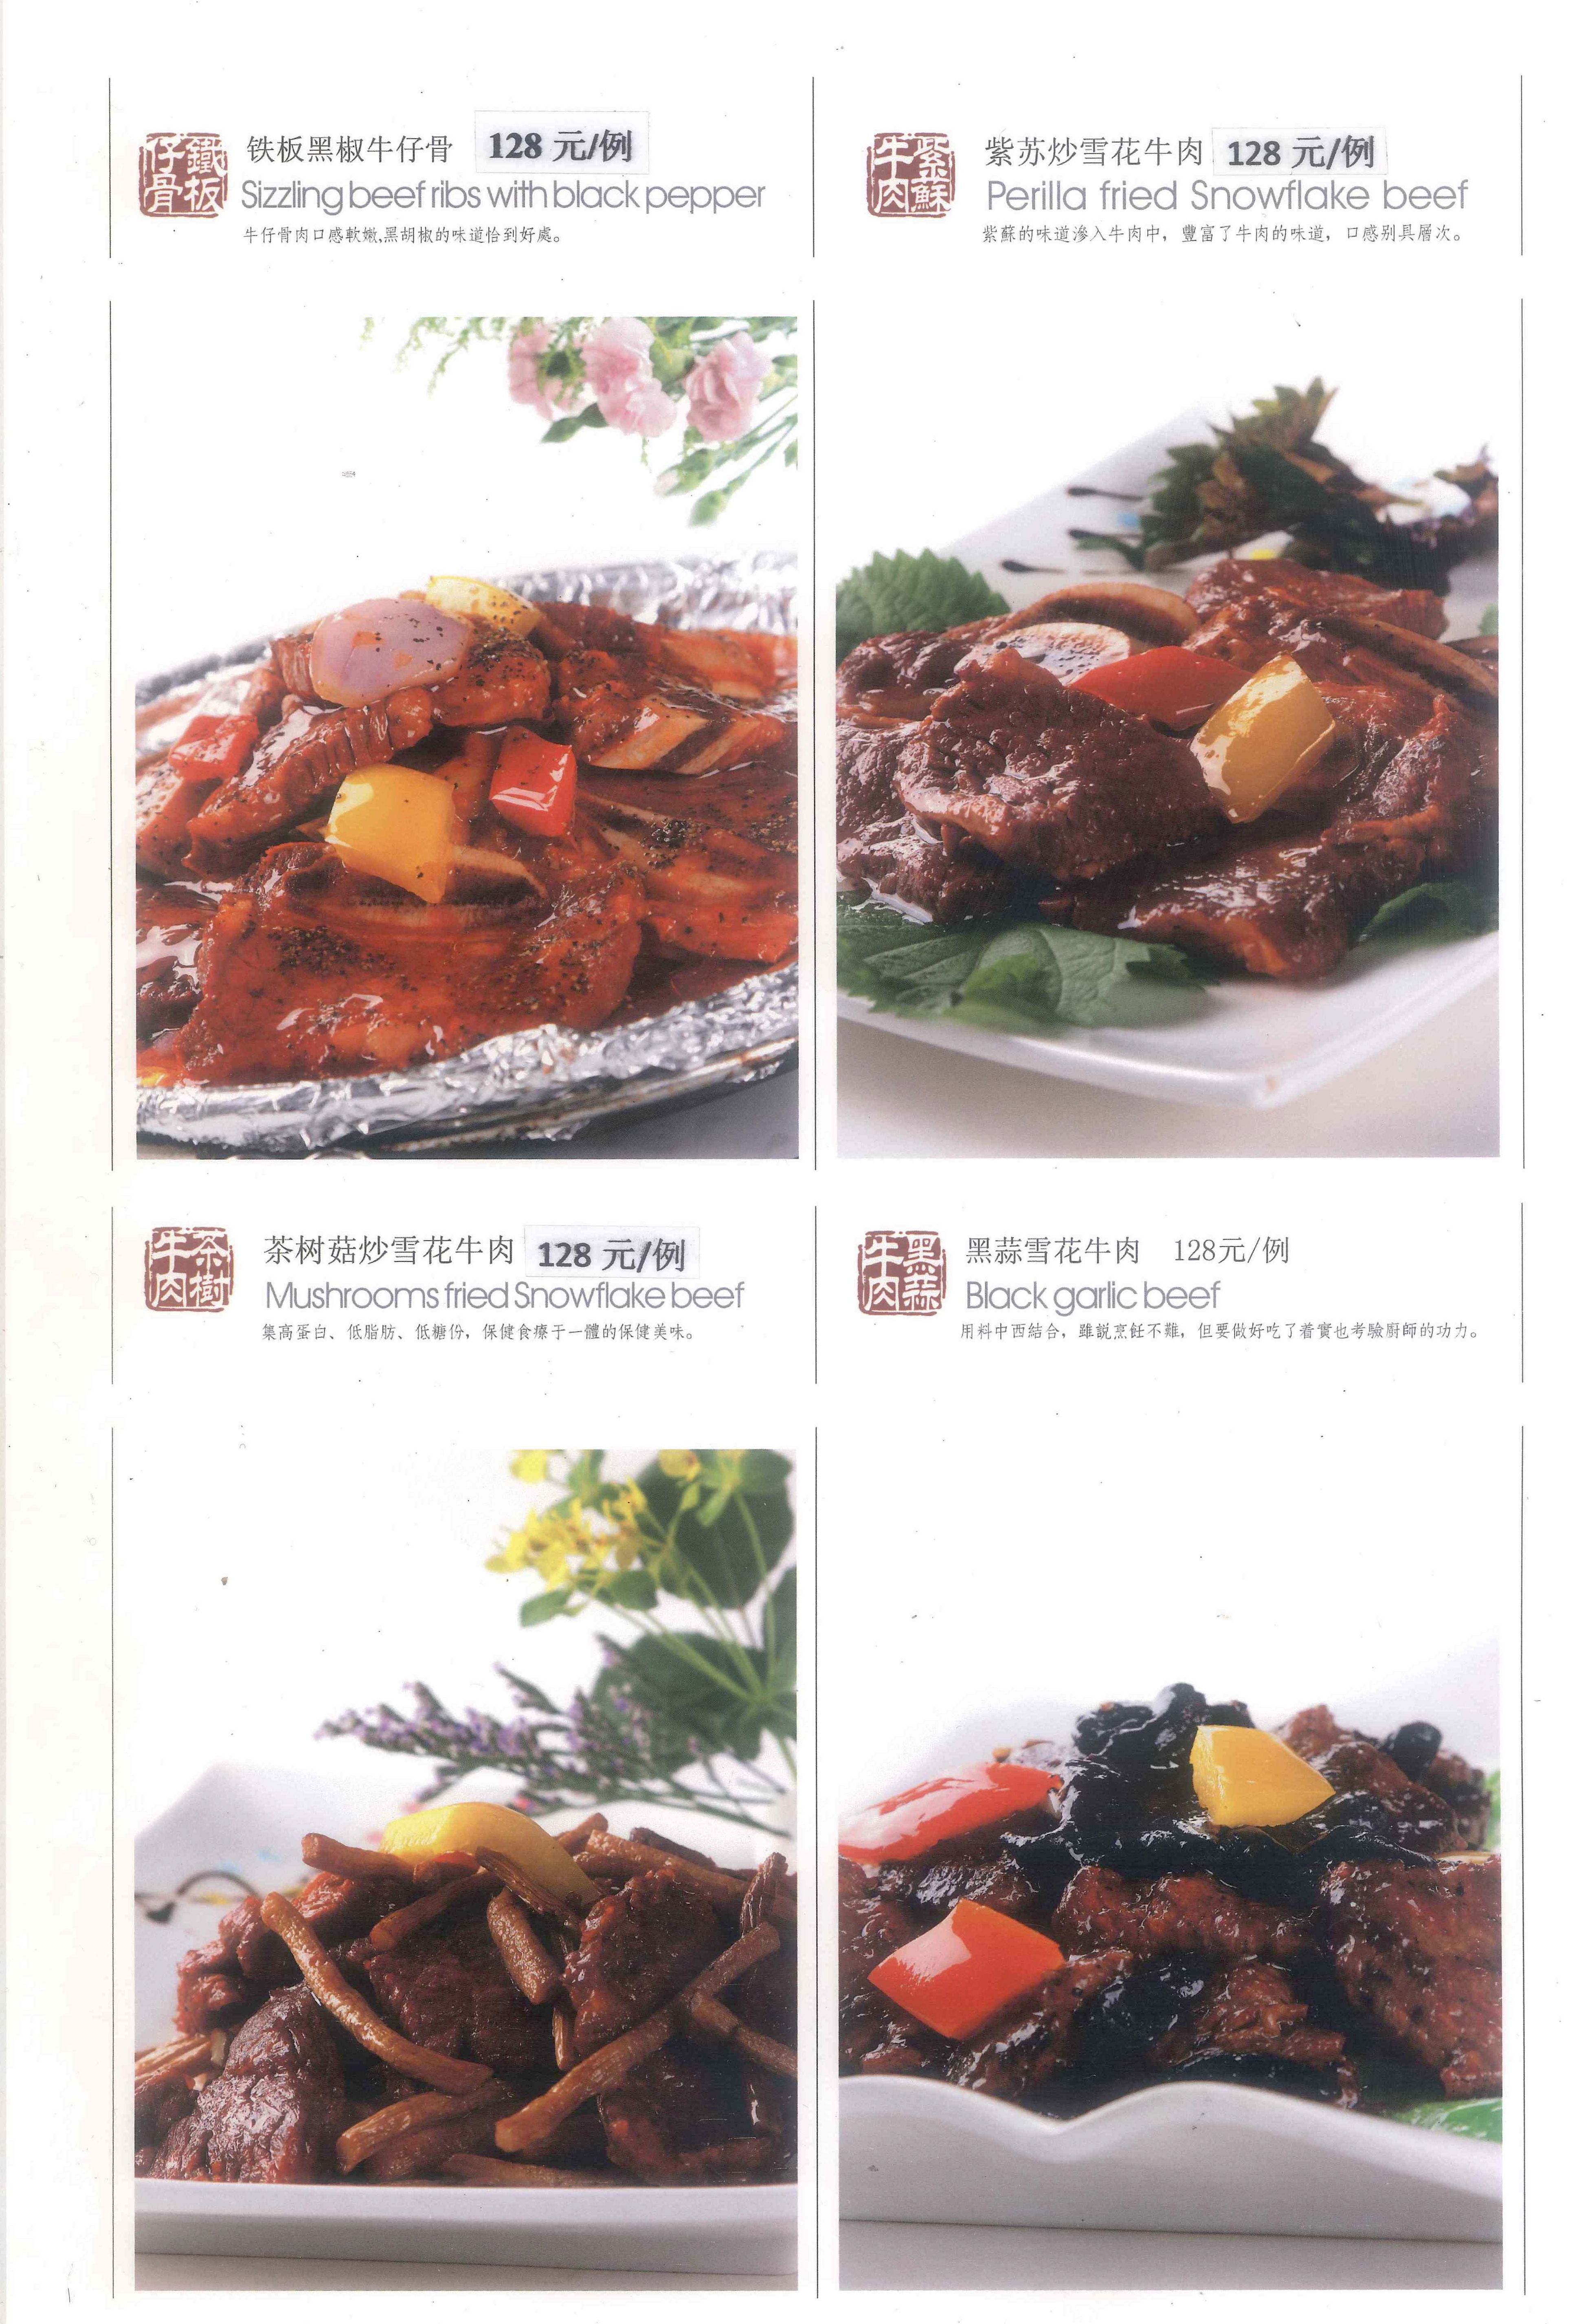 鐵板
仔骨
铁板黑椒牛仔骨 128 元/例
Sizzling beef ribs with black pepper
牛仔骨肉口感軟嫩,黑胡椒的味道恰到好處。
紫蘇
牛肉
紫苏炒雪花牛肉 128 元/例
Perilla fried Snowflake beef
紫蘇的味道滲入牛肉中，豐富了牛肉的味道，口感别具層次。
茶樹
牛肉
茶树菇炒雪花牛肉 128 元/例
Mushrooms fried Snowflake beef
集高蛋白、低脂肪、低糖份，保健食療于一體的保健美味。
黑蒜
牛肉
黑蒜雪花牛肉 128元/例
Black garlic beef
用料中西結合，雖説烹飪不難，但要做好吃了着實也考驗廚師的功力。